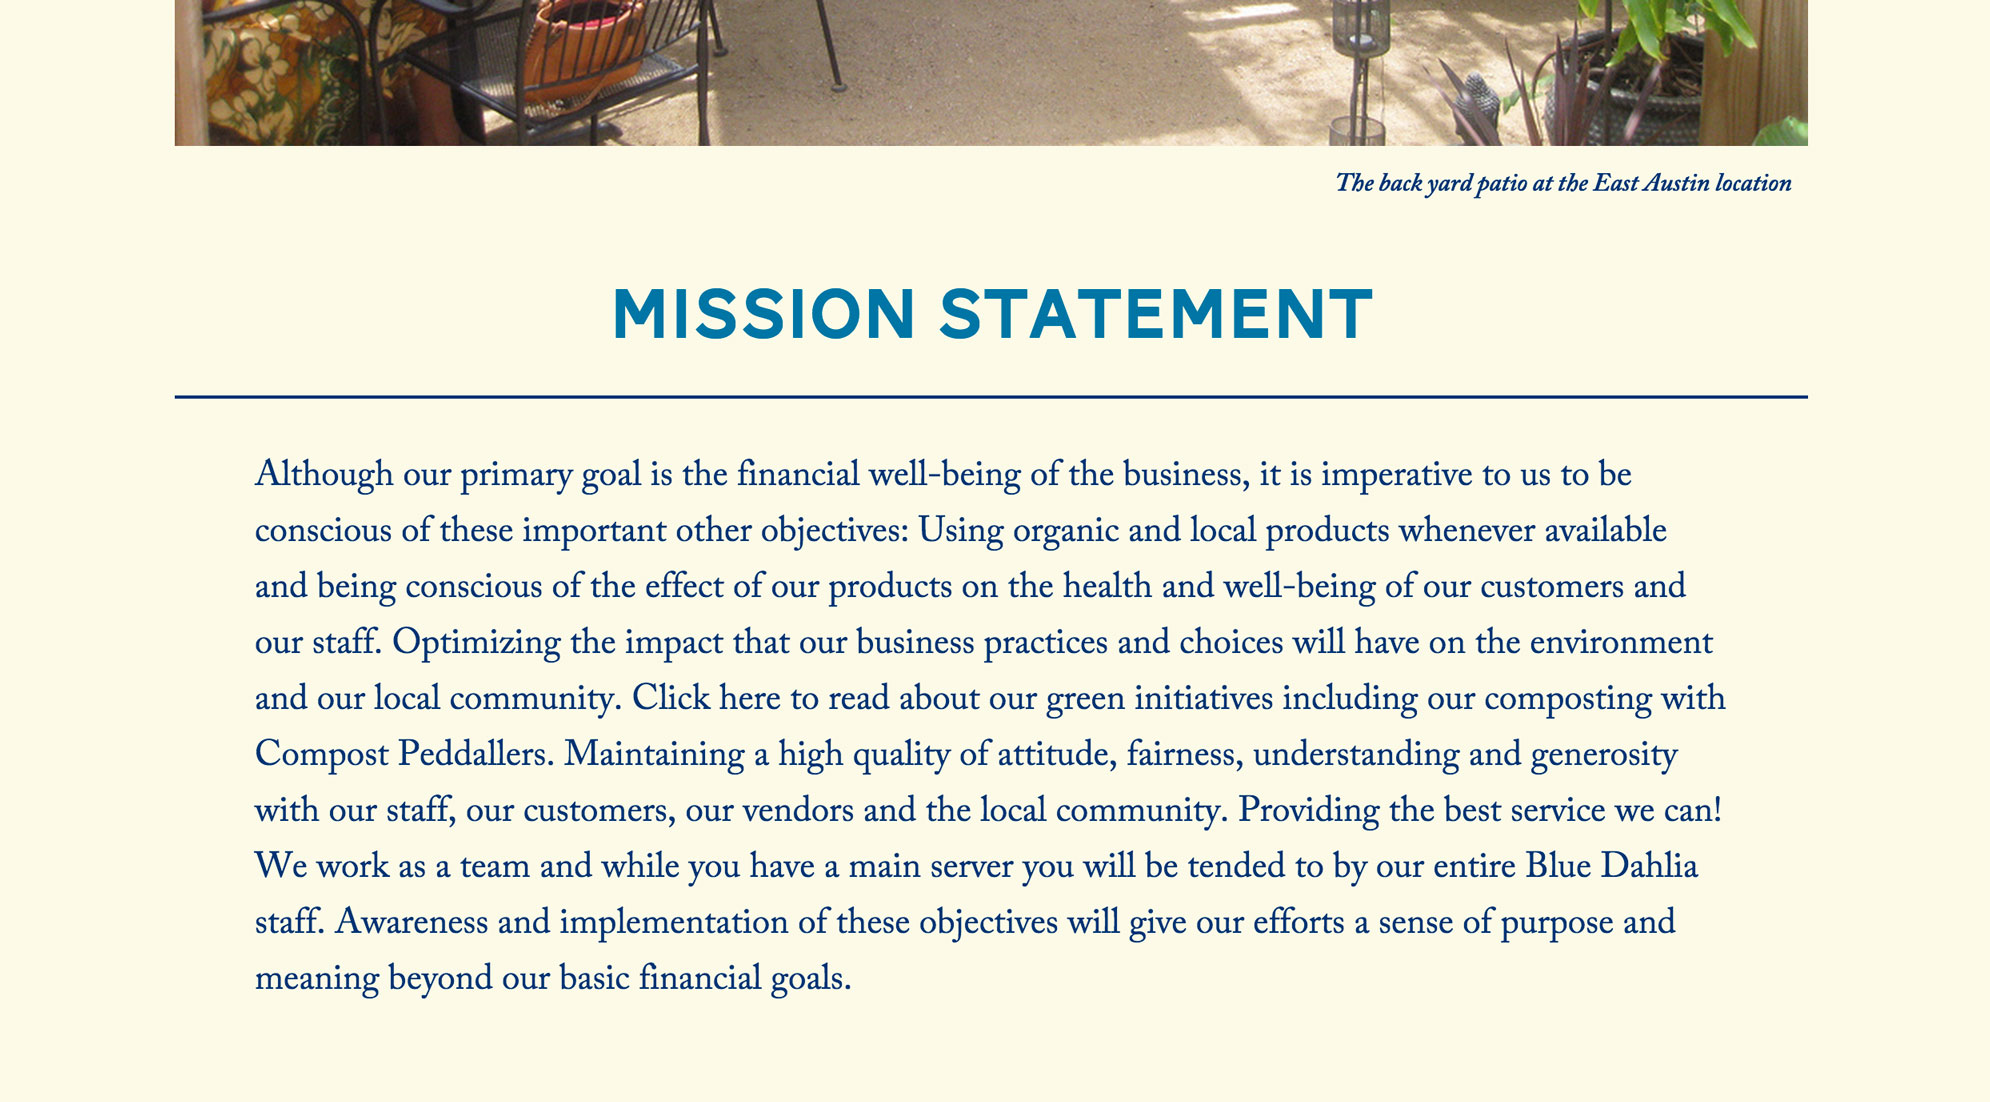 The back yard patio at the East Austin location
MISSION STATEMENT
Although our primary goal is the financial well-being of the business, it is imperative to us to be
conscious of these important other objectives: Using organic and local products whenever available
and being conscious of the effect of our products on the health and well-being of our customers and
our staff. Optimizing the impact that our business practices and choices will have on the environment
and our local community. Click here to read about our green initiatives including our composting with
Compost Peddallers. Maintaining a high quality of attitude, fairness, understanding and generosity
with our staff, our customers, our vendors and the local community. Providing the best service we can!
We work as a team and while you have a main server you will be tended to by our entire Blue Dahlia
staff. Awareness and implementation of these objectives will give our efforts a sense of purpose and
meaning beyond our basic financial goals.